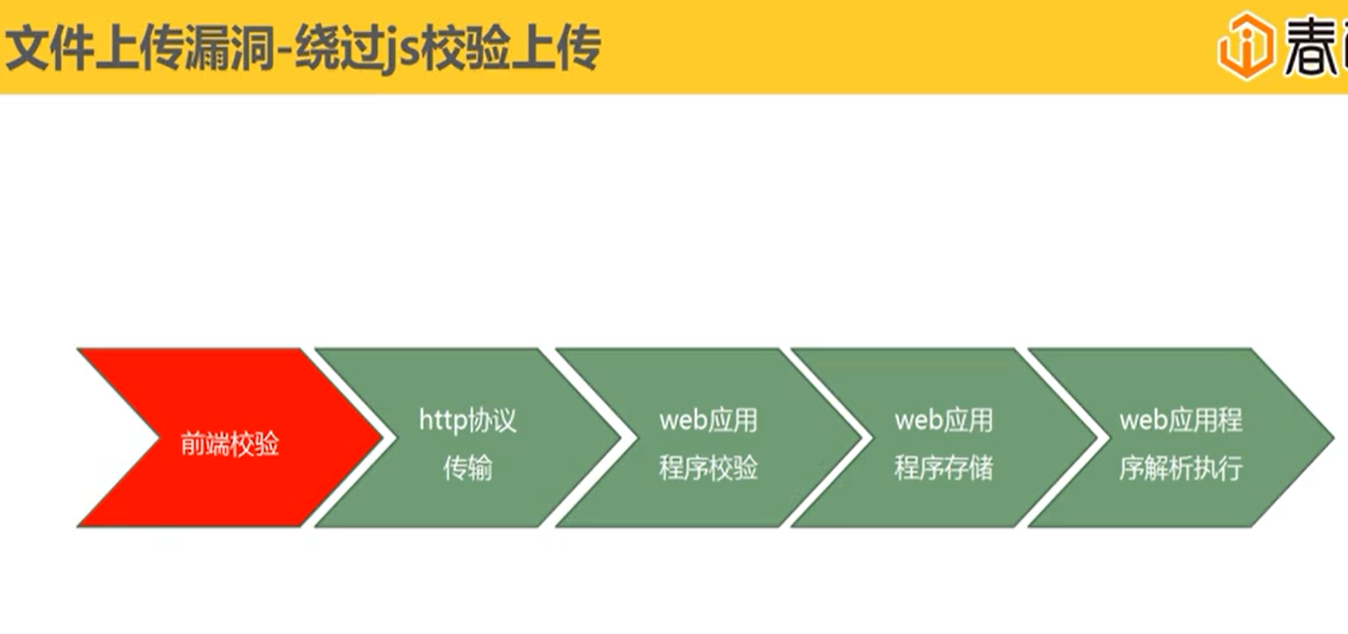 文件上传漏洞-绕过js校验上传
春
前端校验
http协议
传输
web应用
程序校验
web应用
程序存储
web应用程
序解析执行